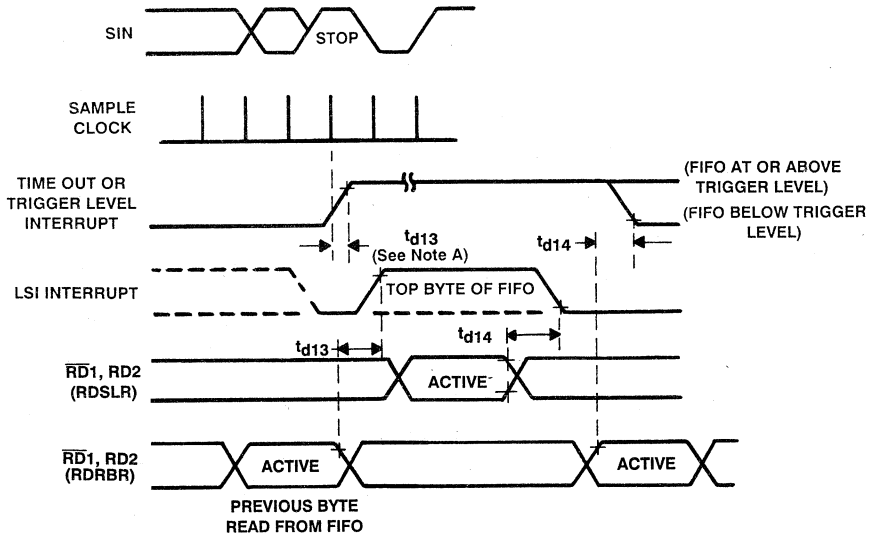 SIN
STOP
SAMPLE
CLOCK
TIME OUT OR
TRIGGER LEVEL
INTERRUPT
(FIFO AT OR ABOVE
TRIGGER LEVEL)
(FIFO BELOW TRIGGER
LEVEL)
td13
(See Note A)
td14
LSI INTERRUPT
TOP BYTE OF FIFO
td13
td14
R̅D̅1, RD2
(RDSLR)
ACTIVE
R̅D̅1, RD2
(RDRBR)
ACTIVE
ACTIVE
PREVIOUS BYTE
READ FROM FIFO